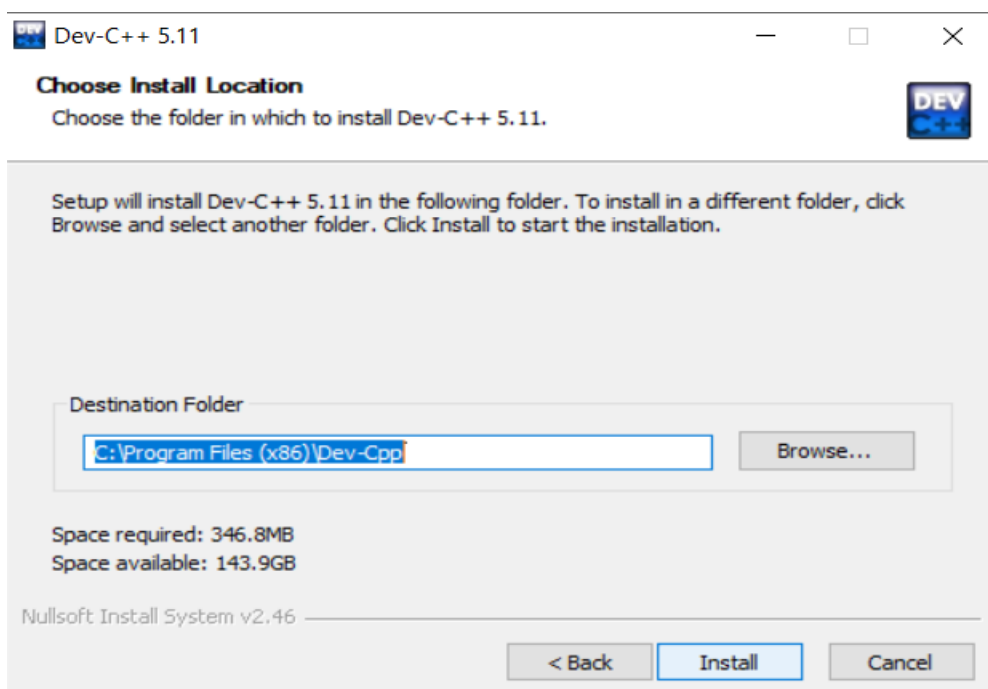 DEV C++ Dev-C++ 5.11
Choose Install Location
Choose the folder in which to install Dev-C++ 5.11.
DEV
C++
Setup will install Dev-C++ 5.11 in the following folder. To install in a different folder, click
Browse and select another folder. Click Install to start the installation.
Destination Folder
C:\Program Files (x86)\Dev-Cpp
Browse...
Space required: 346.8MB
Space available: 143.9GB
Nullsoft Install System v2.46
< Back Install Cancel